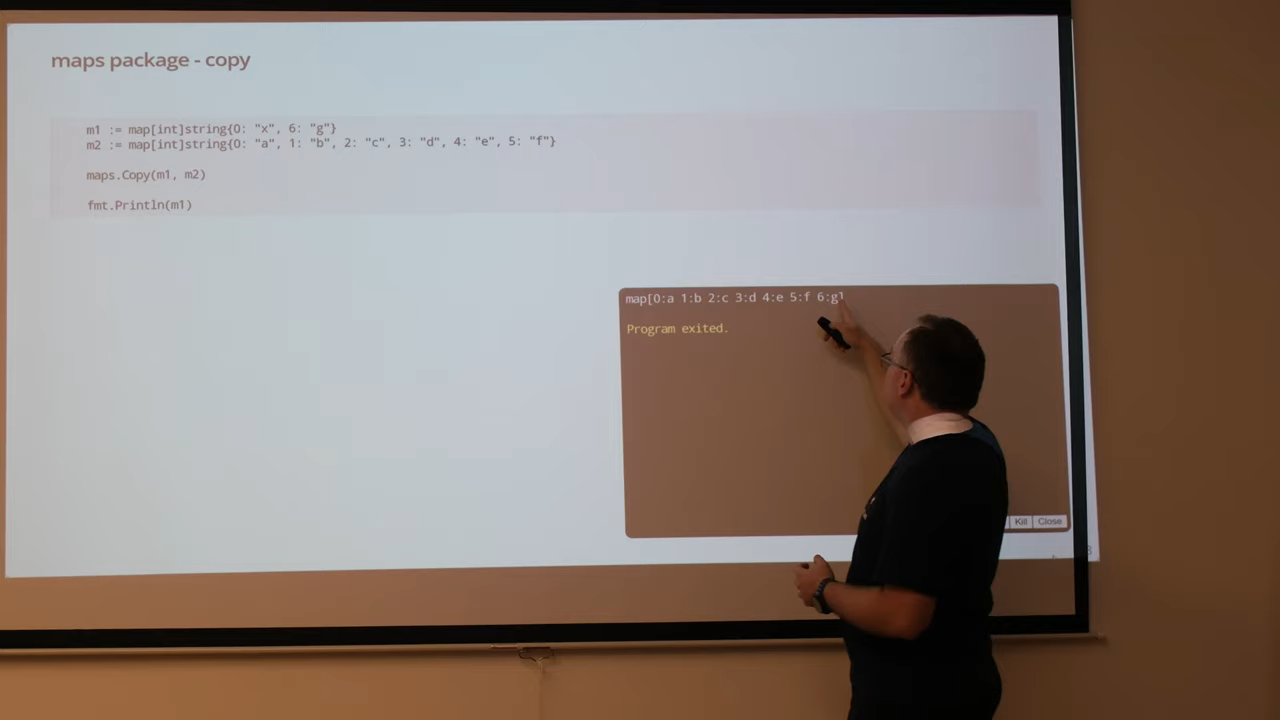 maps package - copy
m1 := map[int]string{0: "x", 6: "g"}
m2 := map[int]string{0: "a", 1: "b", 2: "c", 3: "d", 4: "e", 5: "f"}
maps.Copy(m1, m2)
fmt.Println(m1)
map[0:a 1:b 2:c 3:d 4:e 5:f 6:g]
Program exited.
Kill Close